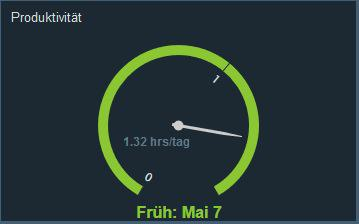 Produktivität
1
1.32 hrs/tag
0
Früh: Mai 7